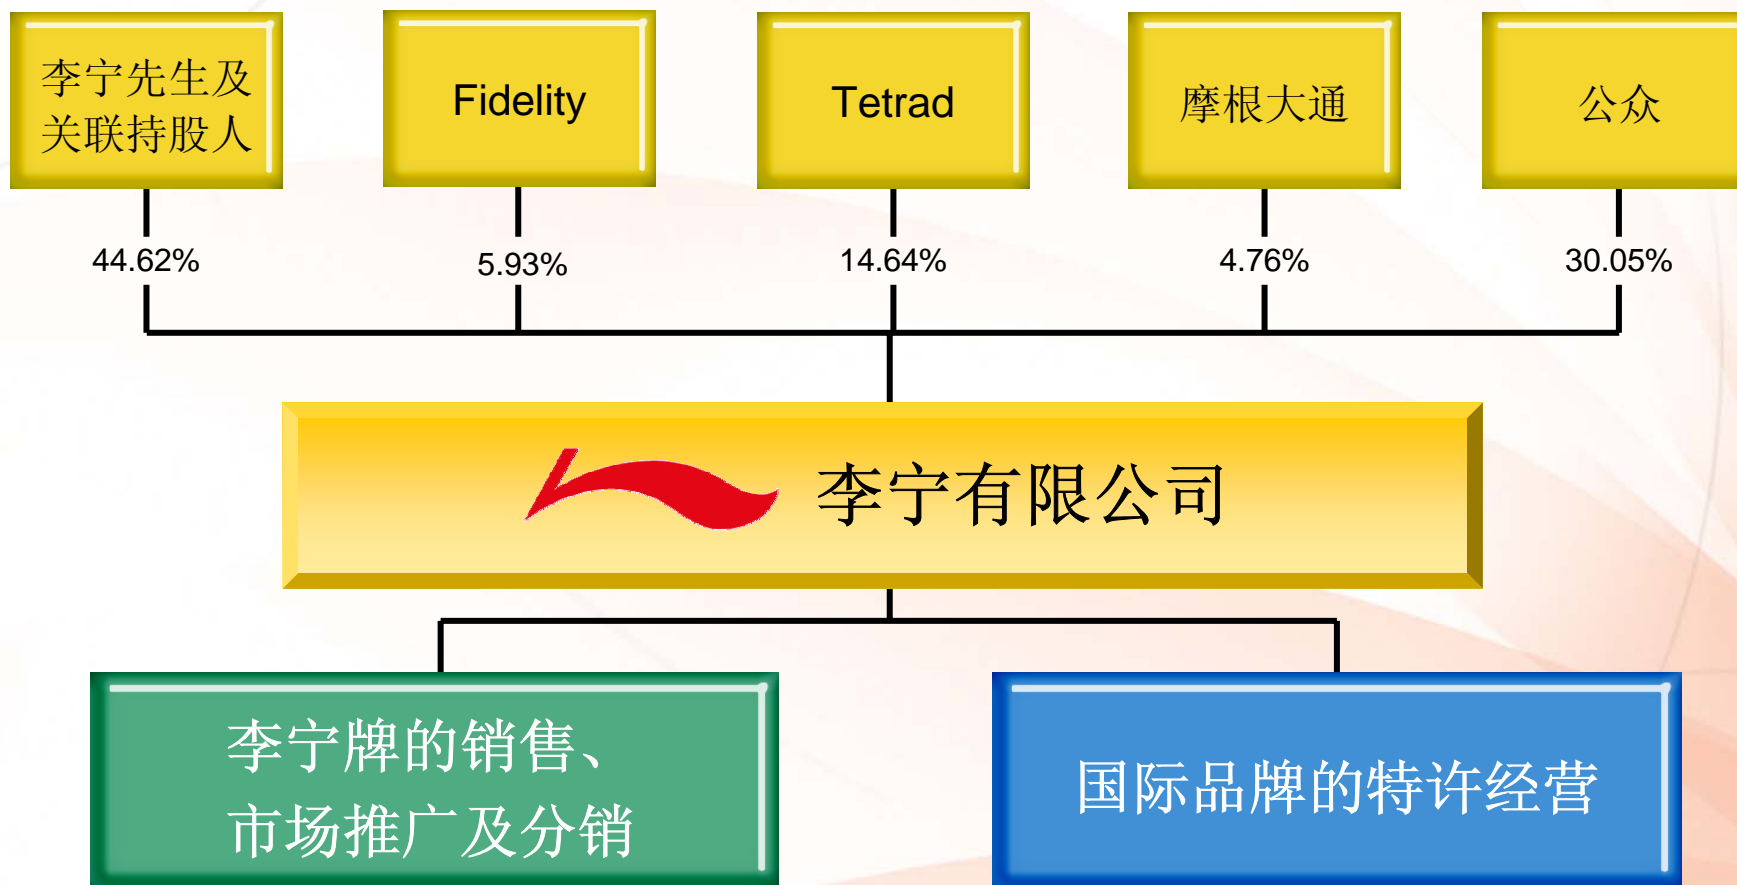 李宁先生及
关联持股人
Fidelity
Tetrad
摩根大通
公众
44.62%
5.93%
14.64%
4.76%
30.05%
李宁有限公司
李宁牌的销售、
市场推广及分销
国际品牌的特许经营